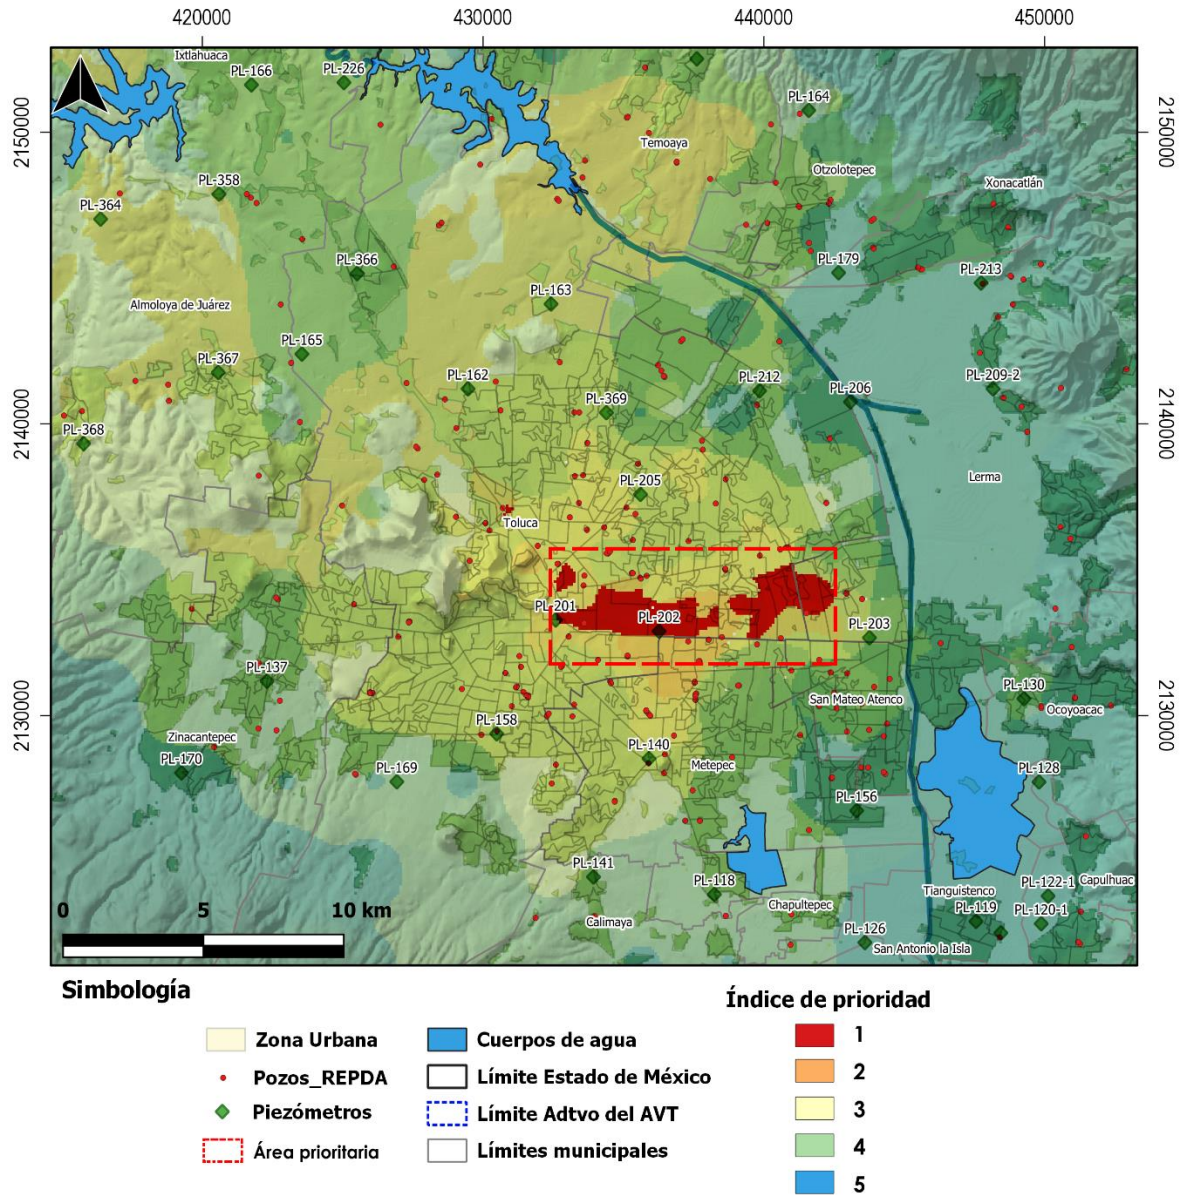 420000
430000
440000
450000
Ixtlahuaca
PL-166
PL-226
PL-164
2150000
2150000
Temoaya
Otzolotepec
Xonacatlán
PL-358
PL-364
PL-366
PL-179
PL-213
PL-163
Almoloya de Juárez
PL-165
PL-367
PL-162
PL-212
PL-206
PL-209-2
PL-369
2140000
2140000
PL-368
PL-205
Lerma
Toluca
PL-201
PL-202
PL-203
PL-137
PL-130
San Mateo Atenco
Ocoyoacac
2130000
2130000
PL-158
Zinacantepec
PL-140
Metepec
PL-170
PL-169
PL-128
PL-156
PL-141
PL-118
PL-122-1
Capulhuac
Tianguistenco
Chapultepec
PL-119
PL-120-1
0
5
10 km
Calimaya
PL-126
San Antonio la Isla
Simbología
Índice de prioridad
Zona Urbana
Pozos_REPDA
Piezómetros
Área prioritaria
Cuerpos de agua
Límite Estado de México
Límite Adtvo del AVT
Límites municipales
1
2
3
4
5